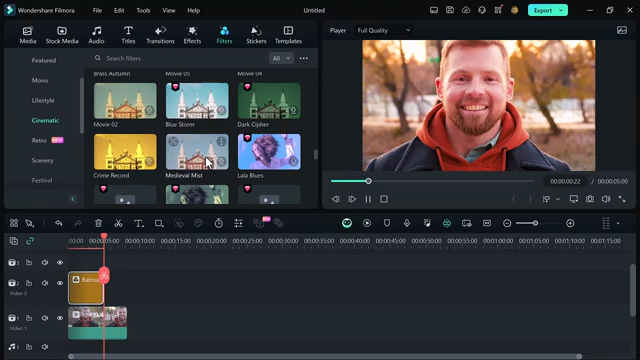 Wondershare Filmora File Edit Tools View Help Untitled Export
Media Stock Media Audio Titles Transitions Effects Filters Stickers Templates
Player Full Quality
Featured
Search filters All
Mono
Brass Autumn Movie 05 Movie 04
Lifestyle
Cinematic
Movie 02 Blue Storm Dark Cipher
Retro NEW
Scenery
Crime Record Medieval Mist Lala Blues
Festival
00:00:00:22 / 00:00:05:00
:00:00 00:00:05:00 00:00:10:00 00:00:15:00 00:00:20:00 00:00:25:00 00:00:30:00 00:00:35:00 00:00:40:00 00:00:45:00 00:00:50:00 00:00:55:00 00:01:00:00 00:01:05:00 00:01:10:00 00:01:15:00
3
2 Batma
Video 2
1
Video 1
1